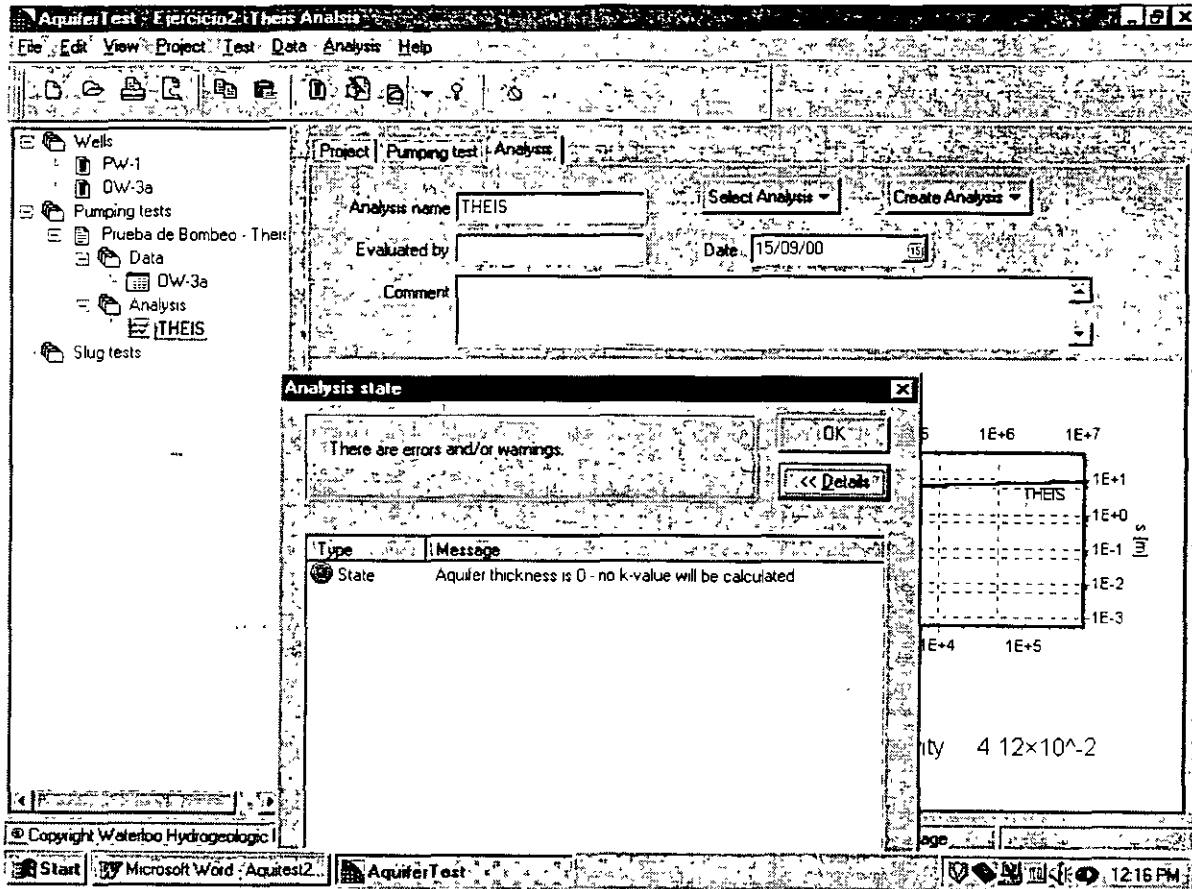 AquiferTest - Ejercicio2: Theis Analsis
File Edit View Project Test Data Analysis Help
Wells
PW-1
OW-3a
Pumping tests
Prueba de Bombeo - Theis
Data
OW-3a
Analysis
THEIS
Slug tests
Project Pumping test Analysis
Analysis name THEIS Select Analysis Create Analysis
Evaluated by Date 15/09/00
Comment
Analysis state
There are errors and/or warnings.
OK
<< Details
Type Message
State Aquifer thickness is 0 - no k-value will be calculated
1E+6 1E+7
1E+1
THEIS
1E+0
1E-1
s [m]
1E-2
1E-3
1E+4 1E+5
ity 4 12×10^-2
© Copyright Waterloo Hydrogeologic I
age
Start Microsoft Word - Aquitest2... AquiferTest 12:16 PM